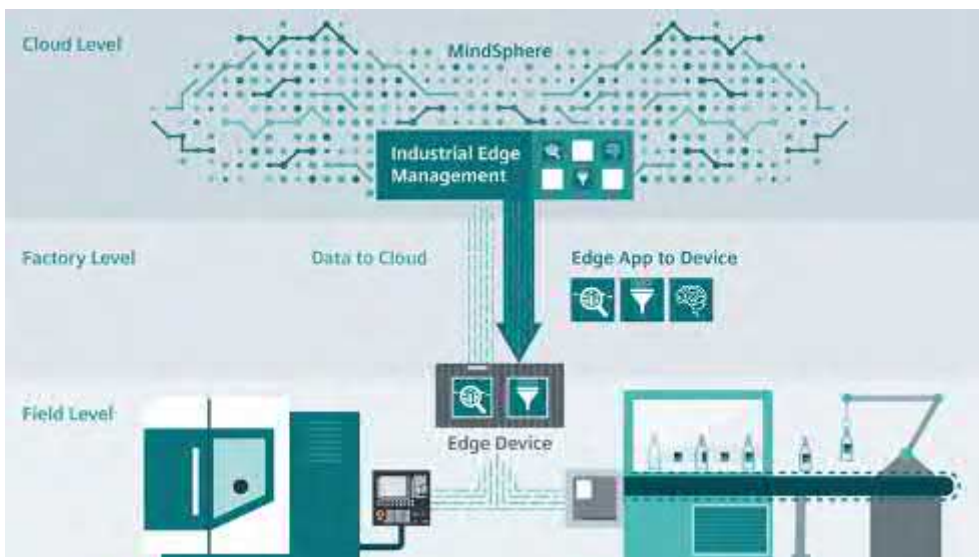 Cloud Level
MindSphere
Industrial Edge
Management
Factory Level
Data to Cloud
Edge App to Device
Field Level
Edge Device